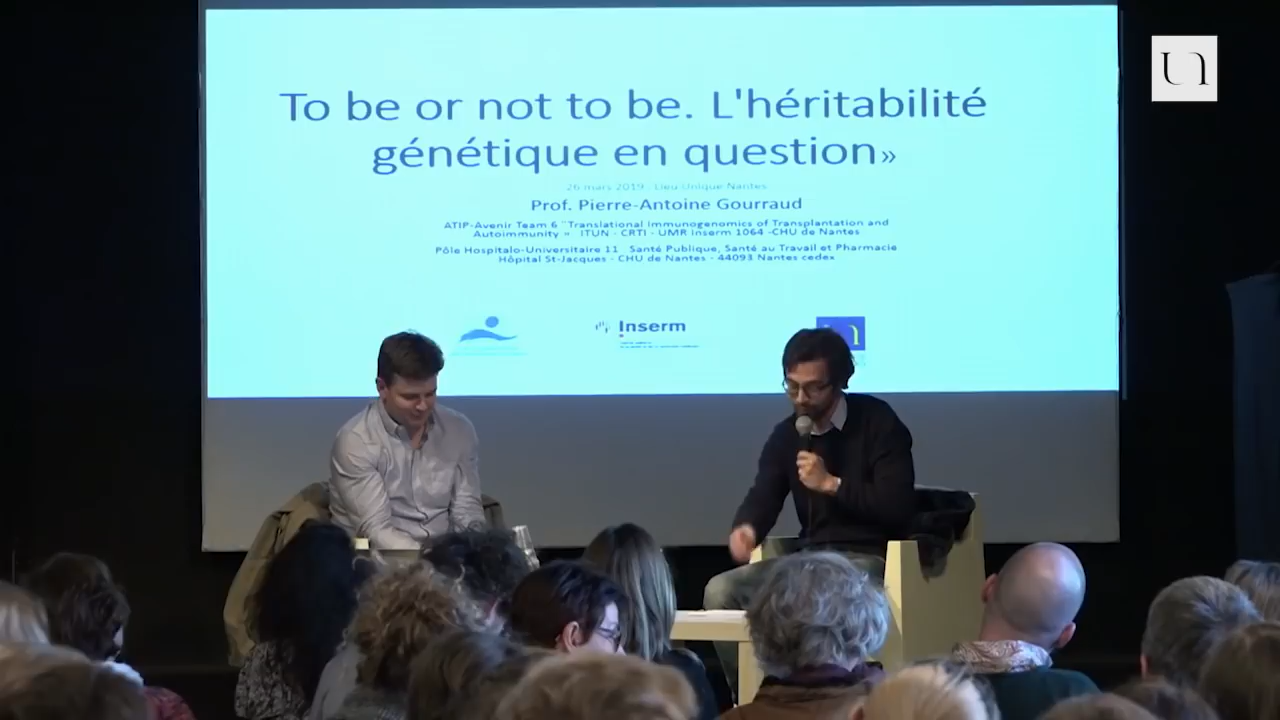 To be or not to be. L'héritabilité
génétique en question»
26 mars 2019 . Lieu Unique Nantes
Prof. Pierre-Antoine Gourraud
ATIP-Avenir Team 6 "Translational Immunogenomics of Transplantation and
Autoimmunity » ITUN - CRTI - UMR Inserm 1064 -CHU de Nantes
Pôle Hospitalo-Universitaire 11 Santé Publique, Santé au Travail et Pharmacie
Hôpital St-Jacques - CHU de Nantes - 44093 Nantes cedex
Inserm